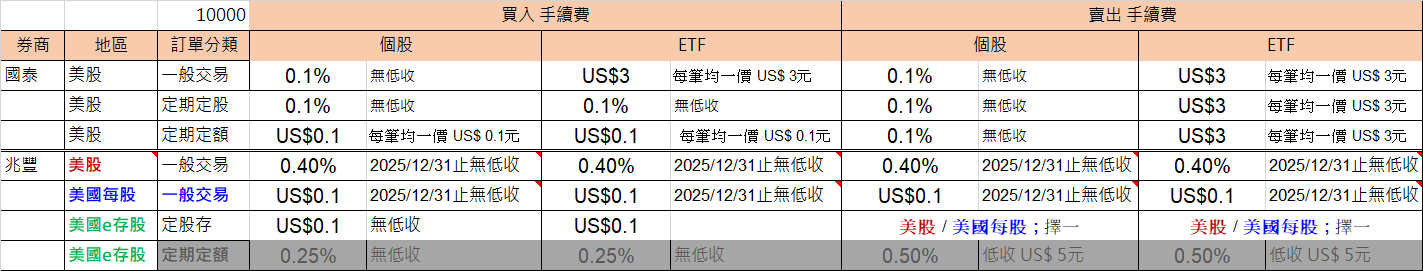 10000 買入 手續費 賣出 手續費
券商 地區 訂單分類 個股 ETF 個股 ETF
國泰 美股 一般交易 0.1% 無低收 US$3 每筆均一價 US$ 3元 0.1% 無低收 US$3 每筆均一價 US$ 3元
美股 定期定股 0.1% 無低收 0.1% 無低收 0.1% 無低收 US$3 每筆均一價 US$ 3元
美股 定期定額 US$0.1 每筆均一價 US$ 0.1元 US$0.1 每筆均一價 US$ 0.1元 0.1% 無低收 US$3 每筆均一價 US$ 3元
兆豐 美股 一般交易 0.40% 2025/12/31止無低收 0.40% 2025/12/31止無低收 0.40% 2025/12/31止無低收 0.40% 2025/12/31止無低收
美國每股 一般交易 US$0.1 2025/12/31止無低收 US$0.1 2025/12/31止無低收 US$0.1 2025/12/31止無低收 US$0.1 2025/12/31止無低收
美國e存股 定股存 US$0.1 無低收 US$0.1 美股 / 美國每股；擇一 美股 / 美國每股；擇一
美國e存股 定期定額 0.25% 無低收 0.25% 無低收 0.50% 低收 US$ 5元 0.50% 低收 US$ 5元